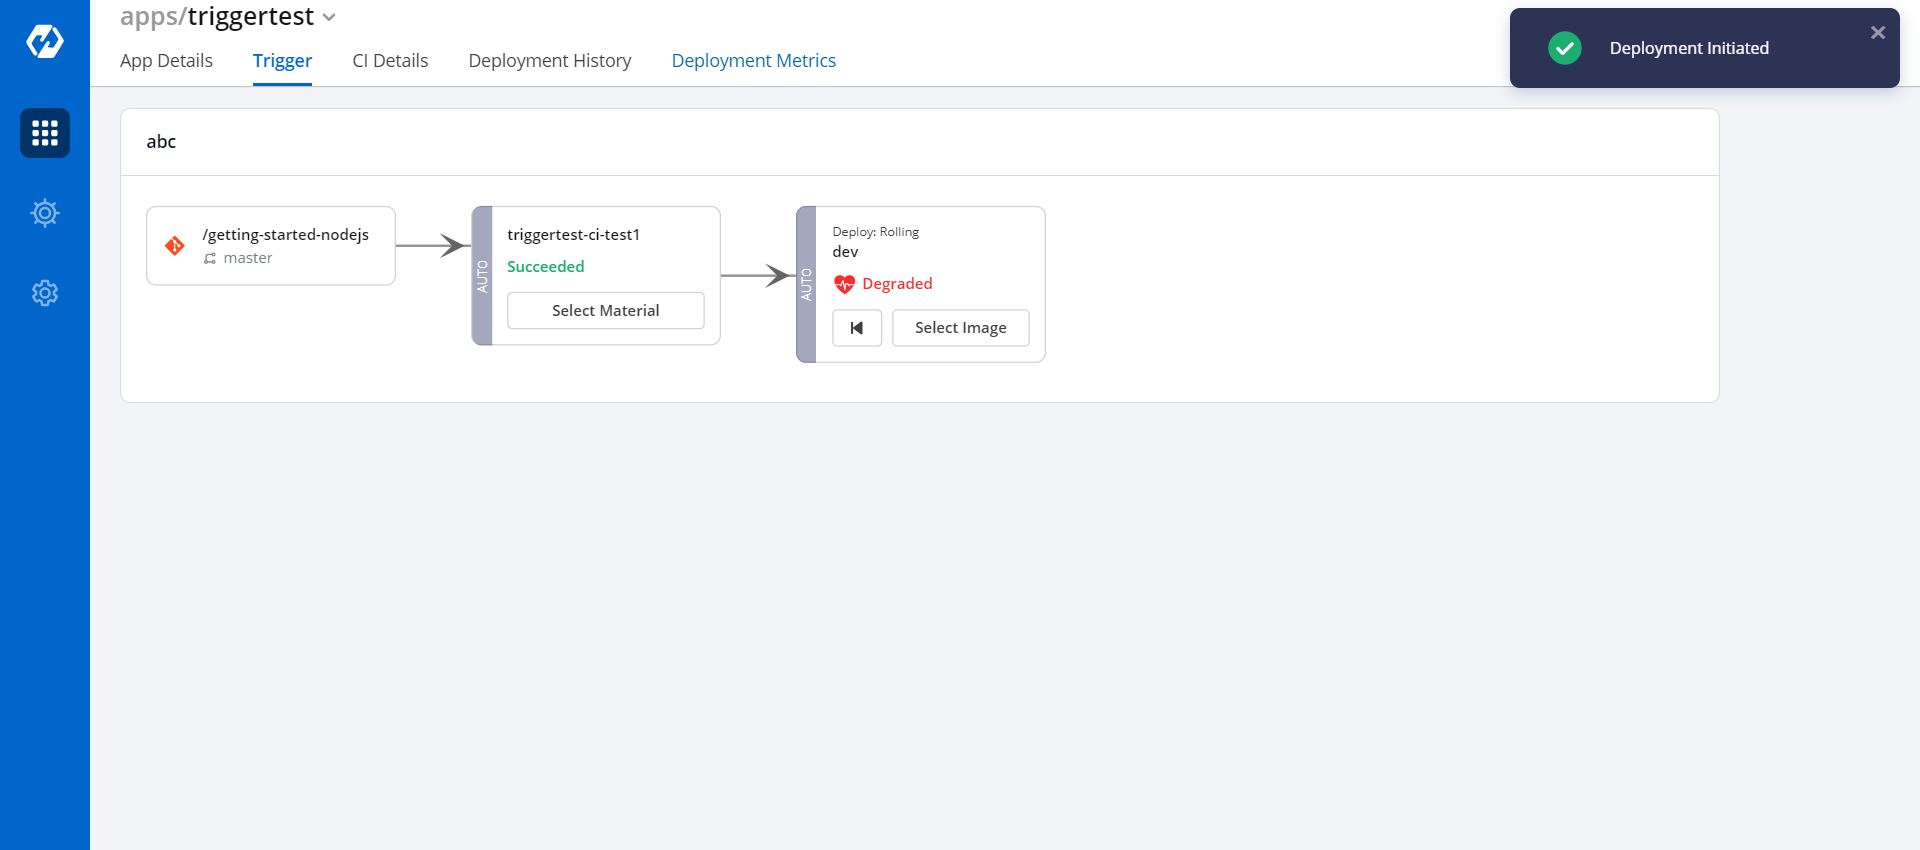 apps/triggertest
App Details
Trigger
CI Details
Deployment History
Deployment Metrics
Deployment Initiated
abc
/getting-started-nodejs
master
AUTO
triggertest-ci-test1
Succeeded
Select Material
AUTO
Deploy: Rolling
dev
Degraded
Select Image